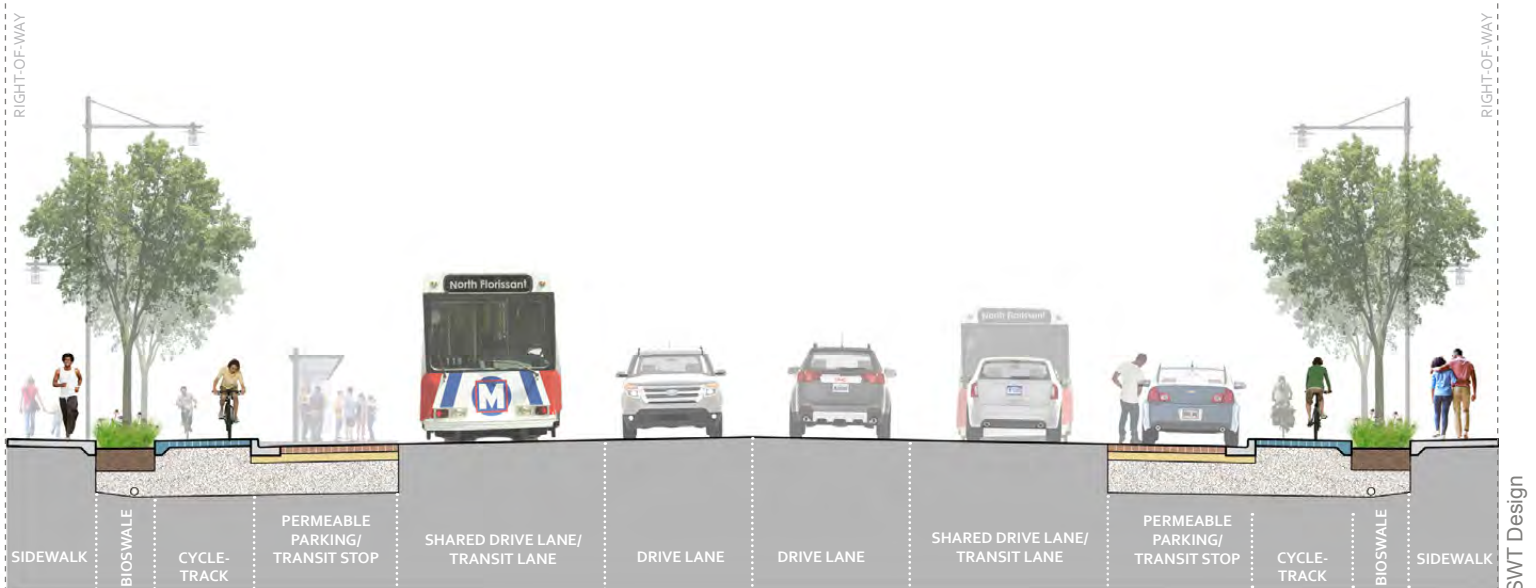 RIGHT-OF-WAY
RIGHT-OF-WAY
North Florissant
M
North Florissant
SIDEWALK
BIOSWALE
CYCLE-
TRACK
PERMEABLE
PARKING/
TRANSIT STOP
SHARED DRIVE LANE/
TRANSIT LANE
DRIVE LANE
DRIVE LANE
SHARED DRIVE LANE/
TRANSIT LANE
PERMEABLE
PARKING/
TRANSIT STOP
CYCLE-
TRACK
BIOSWALE
SIDEWALK
SWT Design